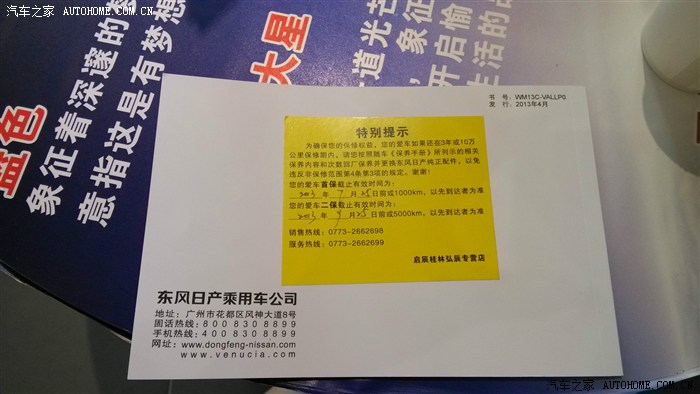 汽车之家 AUTOHOME.COM.CN
蓝色
象征着深邃的梦
意指这是有梦想
大星
道光芒
象征
开启愉
生活的
书 号：WM13C-VALLP0
发 行：2013年4月
特别提示
为确保您的保修权益，您的爱车如果还在3年或10万
公里保修期内，请您按照随车《保养手册》所列示的相关
保养内容和次数回厂保养并更换东风日产纯正配件，以免
违反非保修范围第4条第3项的规定。谢谢！
您的爱车首保截止有效时间为：
2013 年 7 月 25 日前或1000km，以先到达者为准
您的爱车二保截止有效时间为：
2013 年 9 月 25 日前或5000km，以先到达者为准
销售热线：0773-2662698
服务热线：0773-2662699
启辰桂林弘辰专营店
东风日产乘用车公司
地址：广州市花都区风神大道8号
固话热线：8008308899
手机热线：4008308899
网址：www.dongfeng-nissan.com
www.venucia.com
汽车之家 AUTOHOME.COM.CN